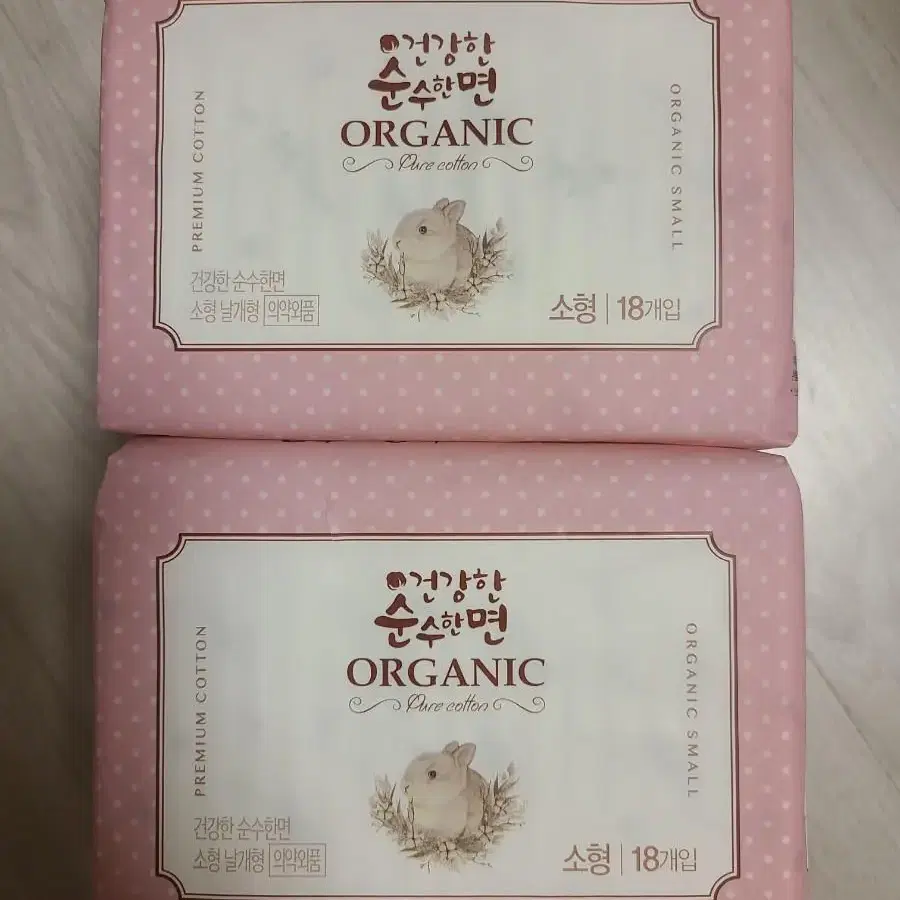 건강한
순수한면
ORGANIC
Pure cotton
PREMIUM COTTON
ORGANIC SMALL
건강한 순수한면
소형 날개형 의약외품
소형 18개입
건강한
순수한면
ORGANIC
Pure cotton
PREMIUM COTTON
ORGANIC SMALL
건강한 순수한면
소형 날개형 의약외품
소형 18개입